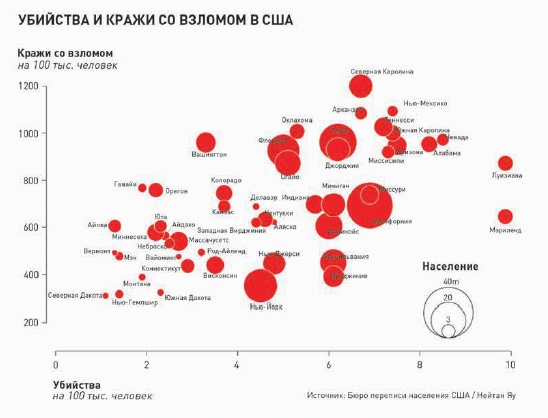 УБИЙСТВА И КРАЖИ СО ВЗЛОМОМ В США
Кражи со взломом
на 100 тыс. человек
1200
1000
800
600
400
200
0
2
4
6
8
10
Северная Каролина
Арканзас
Нью-Мексико
Оклахома
Теннесси
Южная Каролина
Невада
Вашингтон
Аризона
Алабама
Джорджия
Миссисипи
Огайо
Луизиана
Гавайи
Орегон
Колорадо
Мичиган
Делавэр
Индиана
Канзас
Юта
Кентукки
Мэриленд
Айова
Айдахо
Западная Вирджиния
Аляска
Миннесота
Небраска
Массачусетс
Вермонт
Мэн
Вайоминг
Род-Айленд
Нью-Джерси
Коннектикут
Висконсин
Монтана
Северная Дакота
Нью-Гемпшир
Южная Дакота
Нью-Йорк
Население
40m
20
3
Убийства
на 100 тыс. человек
Источник: Бюро переписи населения США / Нейтан Яу